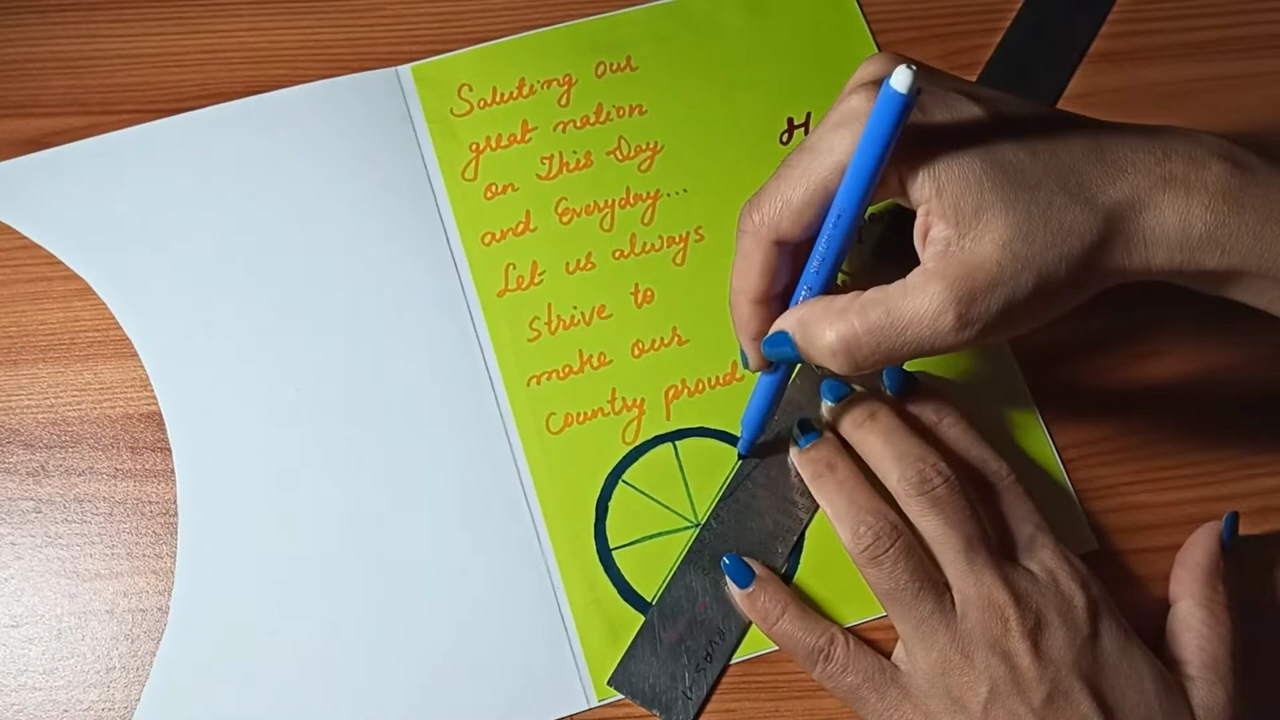 Saluting our
great nation
on This Day
and Everyday...
Let us always
strive to
make our
country proud
H